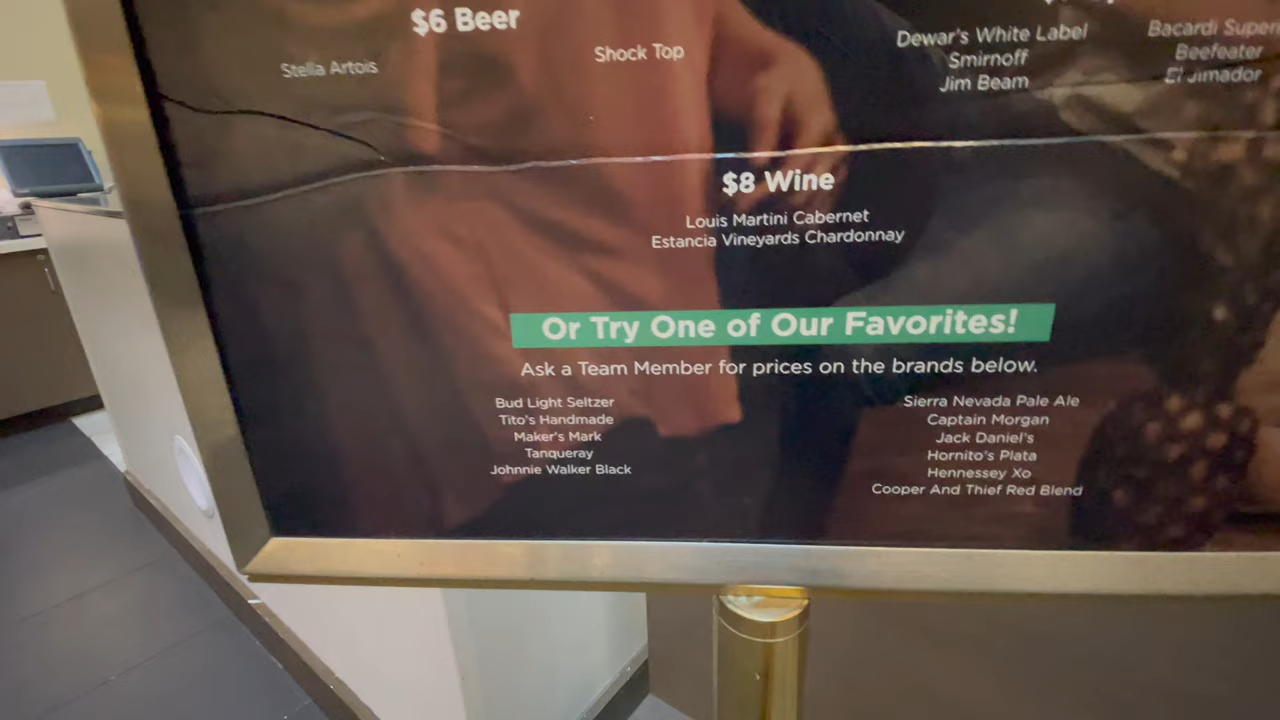 $6 Beer
Stella Artois
Shock Top
Dewar's White Label
Smirnoff
Jim Beam
Bacardi
Beefeater
El Jimador
$8 Wine
Louis Martini Cabernet
Estancia Vineyards Chardonnay
Or Try One of Our Favorites!
Ask a Team Member for prices on the brands below.
Bud Light Seltzer
Tito's Handmade
Maker's Mark
Tanqueray
Johnnie Walker Black
Sierra Nevada Pale Ale
Captain Morgan
Jack Daniel's
Hornito's Plata
Hennessey Xo
Cooper And Thief Red Blend